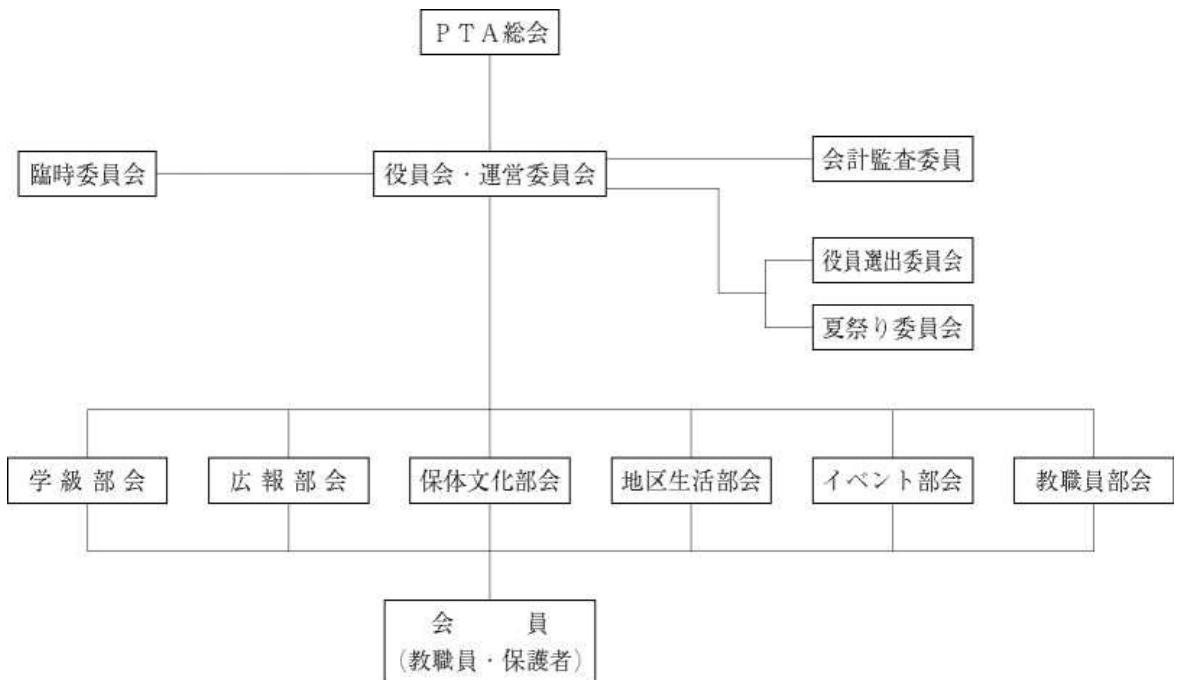 ＰＴＡ総会
臨時委員会
役員会・運営委員会
会計監査委員
役員選出委員会
夏祭り委員会
学級部会
広報部会
保体文化部会
地区生活部会
イベント部会
教職員部会
会員
(教職員・保護者)